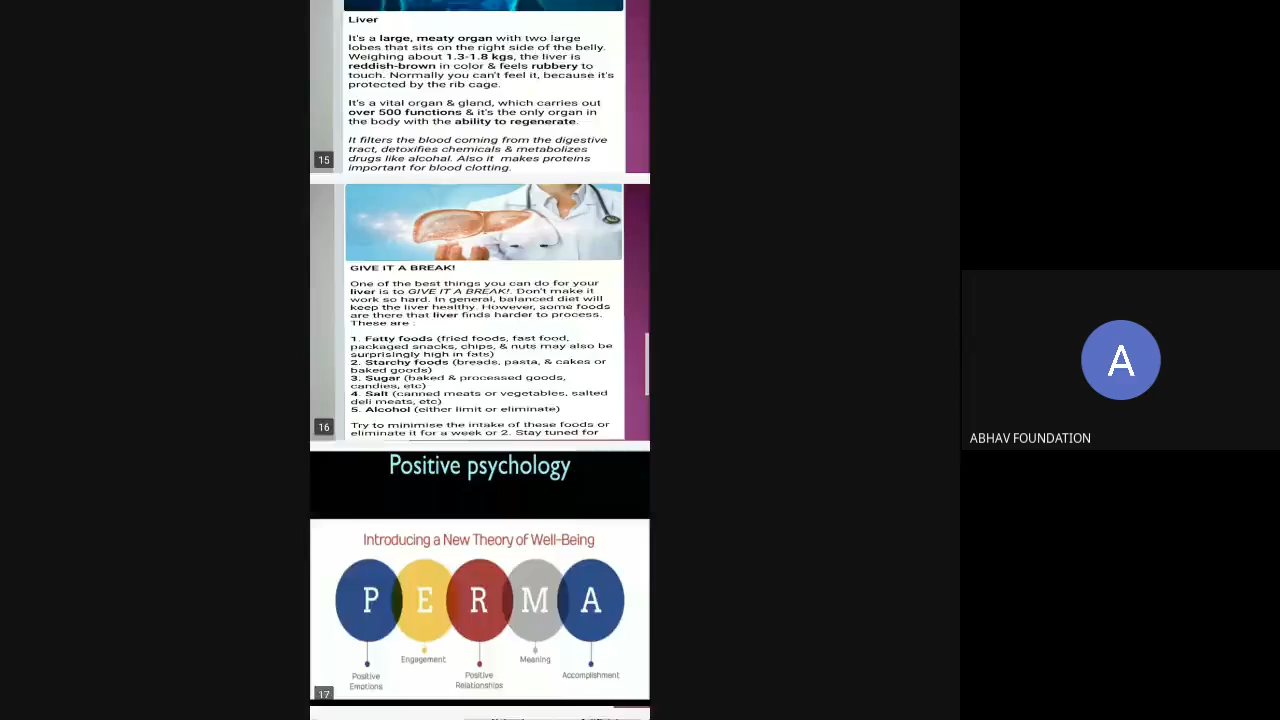 Liver
It's a large, meaty organ with two large
lobes that sits on the right side of the belly.
Weighing about 1.3-1.8 kgs, the liver is
reddish-brown in color & feels rubbery to
touch. Normally you can't feel it, because it's
protected by the rib cage.
It's a vital organ & gland, which carries out
over 500 functions & it's the only organ in
the body with the ability to regenerate.
It filters the blood coming from the digestive
tract, detoxifies chemicals & metabolizes
drugs like alcohal. Also it makes proteins
important for blood clotting.
15
GIVE IT A BREAK!
One of the best things you can do for your
liver is to GIVE IT A BREAK!. Don't make it
work so hard. In general, balanced diet will
keep the liver healthy. However, some foods
are there that liver finds harder to process.
These are :
1. Fatty foods (fried foods, fast food,
packaged snacks, chips, & nuts may also be
surprisingly high in fats)
2. Starchy foods (breads, pasta, & cakes or
baked goods)
3. Sugar (baked & processed goods,
candies, etc)
4. Salt (canned meats or vegetables, salted
deli meats, etc)
5. Alcohol (either limit or eliminate)
Try to minimise the intake of these foods or
eliminate it for a week or 2. Stay tuned for
16
Positive psychology
Introducing a New Theory of Well-Being
P E R M A
Positive
Emotions
Engagement
Positive
Relationships
Meaning
Accomplishment
17
A
ABHAV FOUNDATION